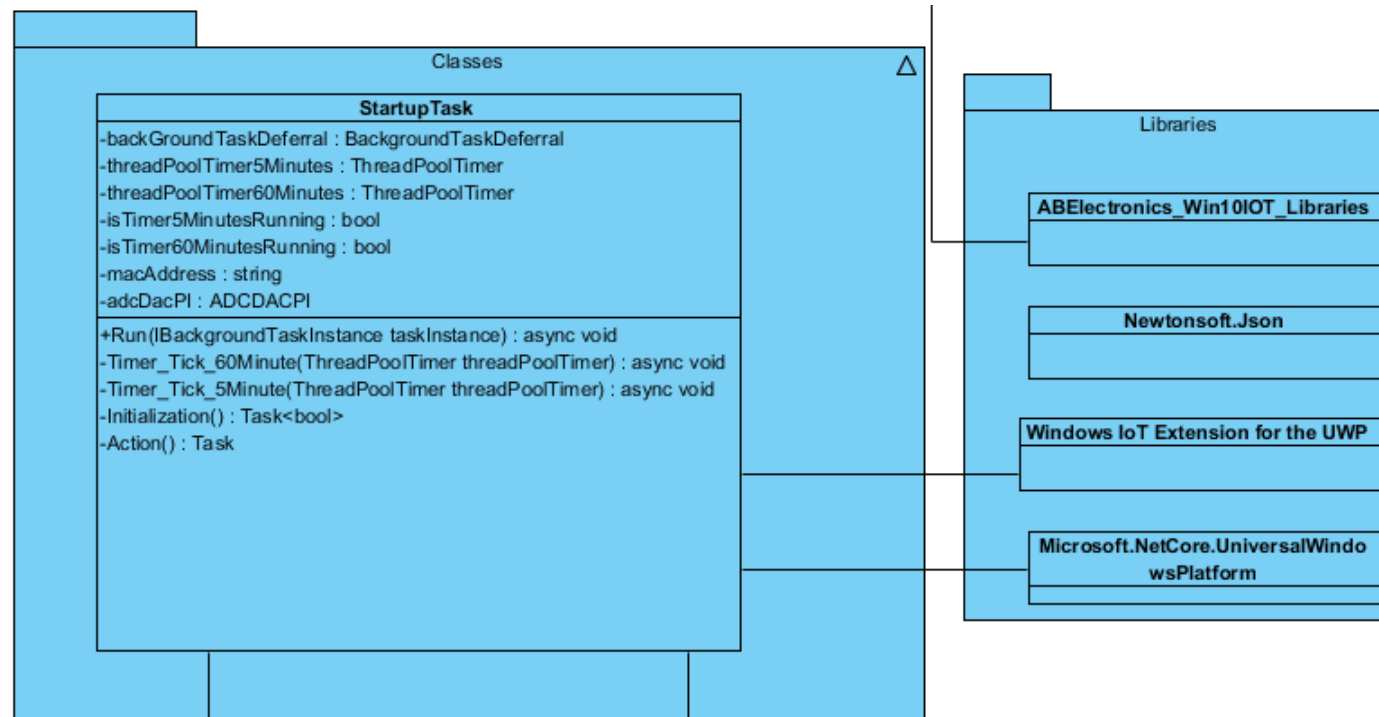 Classes
StartupTask
-backGroundTaskDeferral : BackgroundTaskDeferral
-threadPoolTimer5Minutes : ThreadPoolTimer
-threadPoolTimer60Minutes : ThreadPoolTimer
-isTimer5MinutesRunning : bool
-isTimer60MinutesRunning : bool
-macAddress : string
-adcDacPI : ADCDACPI
+Run(IBackgroundTaskInstance taskInstance) : async void
-Timer_Tick_60Minute(ThreadPoolTimer threadPoolTimer) : async void
-Timer_Tick_5Minute(ThreadPoolTimer threadPoolTimer) : async void
-Initialization() : Task<bool>
-Action() : Task
Libraries
ABElectronics_Win10IOT_Libraries
Newtonsoft.Json
Windows IoT Extension for the UWP
Microsoft.NetCore.UniversalWindo
wsPlatform